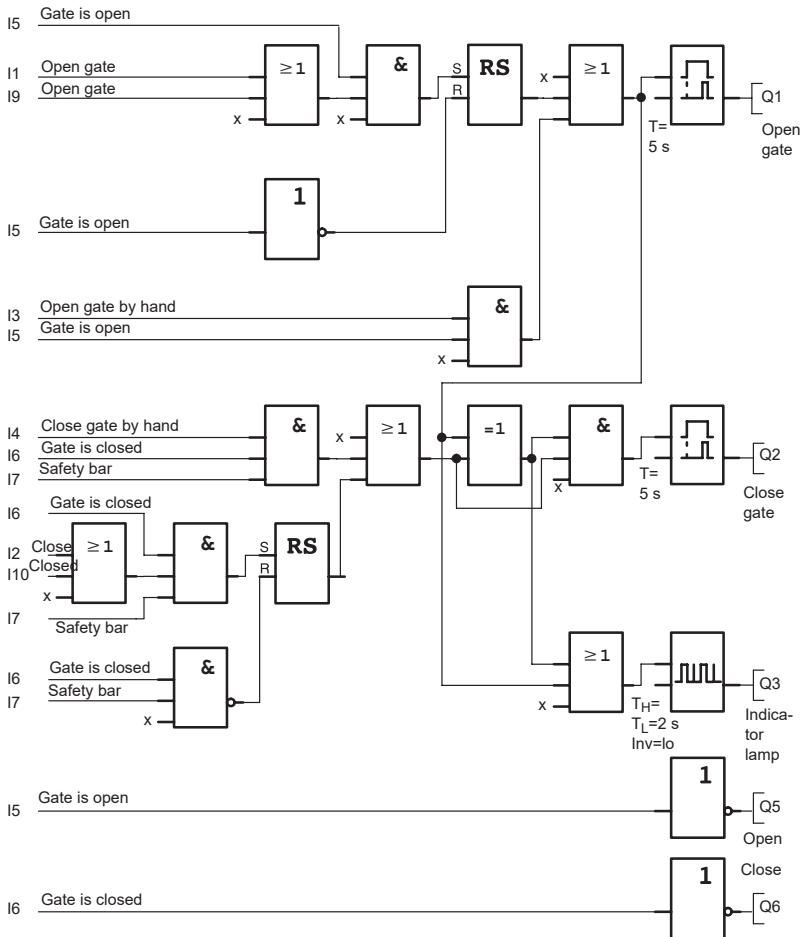 I5 Gate is open
I1 Open gate
I9 Open gate
x
≥1
x
&
S
R
RS
x
≥1
T=
5 s
Q1
Open
gate
I5 Gate is open
1
I3 Open gate by hand
I5 Gate is open
x
&
I4 Close gate by hand
I6 Gate is closed
I7 Safety bar
&
x
≥1
=1
&
x
T=
5 s
Q2
Close
gate
I6 Gate is closed
I2 Close
I10 Closed
x
≥1
&
S
R
RS
I7
Safety bar
I6 Gate is closed
I7 Safety bar
x
&
≥1
x
TH=
TL=2 s
Inv=lo
Q3
Indica-
tor
lamp
I5 Gate is open
1
Q5
Open
I6 Gate is closed
1
Close
Q6